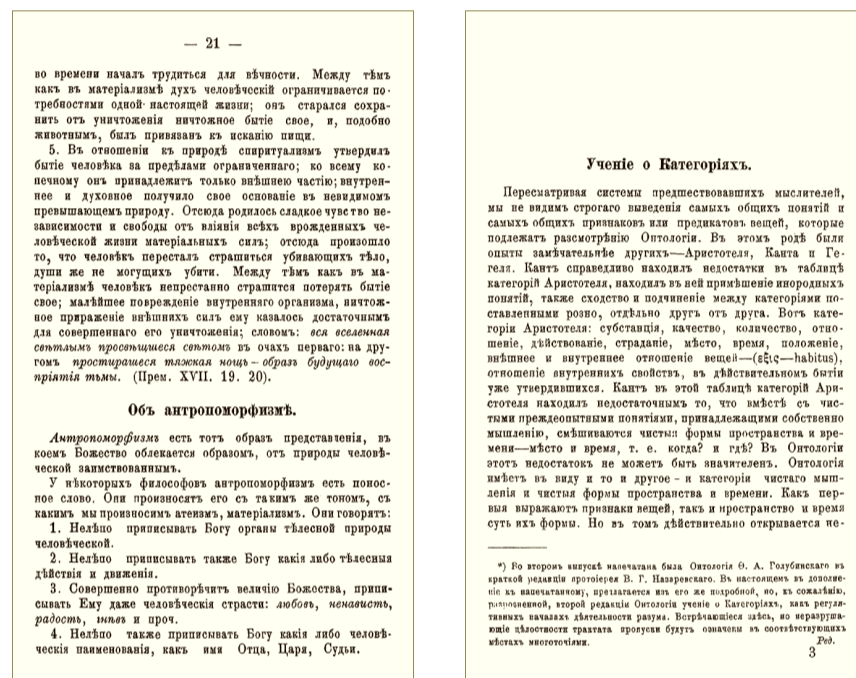 — 21 —
во времени началъ трудиться для вѣчности. Между тѣмъ
какъ въ матеріализмѣ духъ человѣческій ограничивается по-
требностями одной настоящей жизни; онъ старался сохра-
нить отъ уничтоженія ничтожное бытіе свое, и, подобно
животнымъ, былъ привязанъ къ исканію пищи.
5. Въ отношеніи къ природѣ спиритуализмъ утвердилъ
бытіе человѣка за предѣлами ограниченнаго; ко всему ко-
печному онъ принадлежитъ только внѣшнею частію; внутрен-
нее и духовное получило свое основаніе въ невидимомъ
превышающемъ природу. Отсюда родилось сладкое чувство не-
зависимости и свободы отъ вліянія всѣхъ врожденныхъ че-
ловѣческой жизни матеріальныхъ силъ; отсюда произошло
то, что человѣкъ пересталъ страшиться убивающихъ тѣло,
души же не могущихъ убити. Между тѣмъ какъ въ ма-
теріализмѣ человѣкъ непрестанно страшится потерять бытіе
свое; малѣйшее поврежденіе внутренняго организма, ничтож-
ное прираженіе внѣшнихъ силъ ему казалось достаточнымъ
для совершеннаго его уничтоженія; словомъ: вся вселенная
свѣтлымъ просвѣщшеся свѣтомъ въ очахъ перваго: на дру-
гомъ простирашеся тяжкая нощь – образъ будущаго вос-
пріятія тьмы. (Прем. XVII. 19. 20).
Объ антропоморфизмѣ.
Антропоморфизмъ есть тотъ образъ представленія, въ
коемъ Божество облекается образомъ, отъ природы человѣ-
ческой заимствованнымъ.
У нѣкоторыхъ философовъ антропоморфизмъ есть понос-
ное слово. Они произносятъ его съ такимъ же тономъ, съ
какимъ мы произносимъ атеизмъ, матеріализмъ. Они говорятъ:
1. Нелѣпо приписывать Богу органы тѣлесной природы
человѣческой.
2. Нелѣпо приписывать также Богу какія либо тѣлесныя
дѣйствія и движенія.
3. Совершенно противорѣчитъ величію Божества, припи-
сывать Ему даже человѣческія страсти: любовь, ненависть,
радость, гнѣвъ и проч.
4. Нелѣпо также приписывать Богу какія либо человѣ-
ческія наименованія, какъ имя Отца, Царя, Судьи.
Ученіе о Категоріяхъ.
Пересматривая системы предшествовавшихъ мыслителей,
мы не видимъ строгаго выведенія самыхъ общихъ понятій и
самыхъ общихъ признаковъ или предикатовъ вещей, которые
подлежатъ разсмотрѣнію Онтологіи. Въ этомъ родѣ были
опыты замѣчательнѣе другихъ—Аристотеля, Канта и Ге-
геля. Кантъ справедливо находилъ недостатки въ таблицѣ
категорій Аристотеля, находилъ въ ней примѣшеніе инородныхъ
понятій, также сходство и подчиненіе между категоріями по-
ставленными розно, отдѣльно другъ отъ друга. Вотъ кате-
горіи Аристотеля: субстанція, качество, количество, отно-
шеніе, дѣйствованіе, страданіе, мѣсто, время, положеніе,
внѣшнее и внутреннее отношеніе вещей—(εξις—habitus),
отношеніе внутреннихъ свойствъ, въ дѣйствительномъ бытіи
уже утвердившихся. Кантъ въ этой таблицѣ категорій Ари-
стотеля находилъ недостаточнымъ то, что вмѣстѣ съ чис-
тыми преждеопытными понятіями, принадлежащими собственно
мышленію, смѣшиваются чистыя формы пространства и вре-
мени—мѣсто и время, т. е. когда? и гдѣ? Въ Онтологіи
этотъ недостатокъ не можетъ быть значителенъ. Онтологія
имѣетъ въ виду и то и другое - и категоріи чистаго мыш-
ленія и чистыя формы пространства и времени. Какъ пер-
выя выражаютъ признаки вещей, такъ и пространство и время
суть ихъ формы. Но въ томъ дѣйствительно открывается не-
*) Во второмъ выпускѣ напечатана была Онтологія Ѳ. А. Голубинскаго въ
краткой редакціи протоіерея В. Г. Назаревскаго. Въ настоящемъ въ дополне-
ніе къ напечатанному, предлагается изъ его же подробной, но, къ сожалѣнію,
разрозненной, второй редакціи Онтологіи ученіе о Категоріяхъ, какъ регуля-
тивныхъ началахъ дѣятельности разума. Встрѣчающіеся здѣсь, но неразруша-
ющіе цѣлостности трактата пропуски будутъ означены въ соотвѣтствующихъ
мѣстахъ многоточіями. Ред.
3